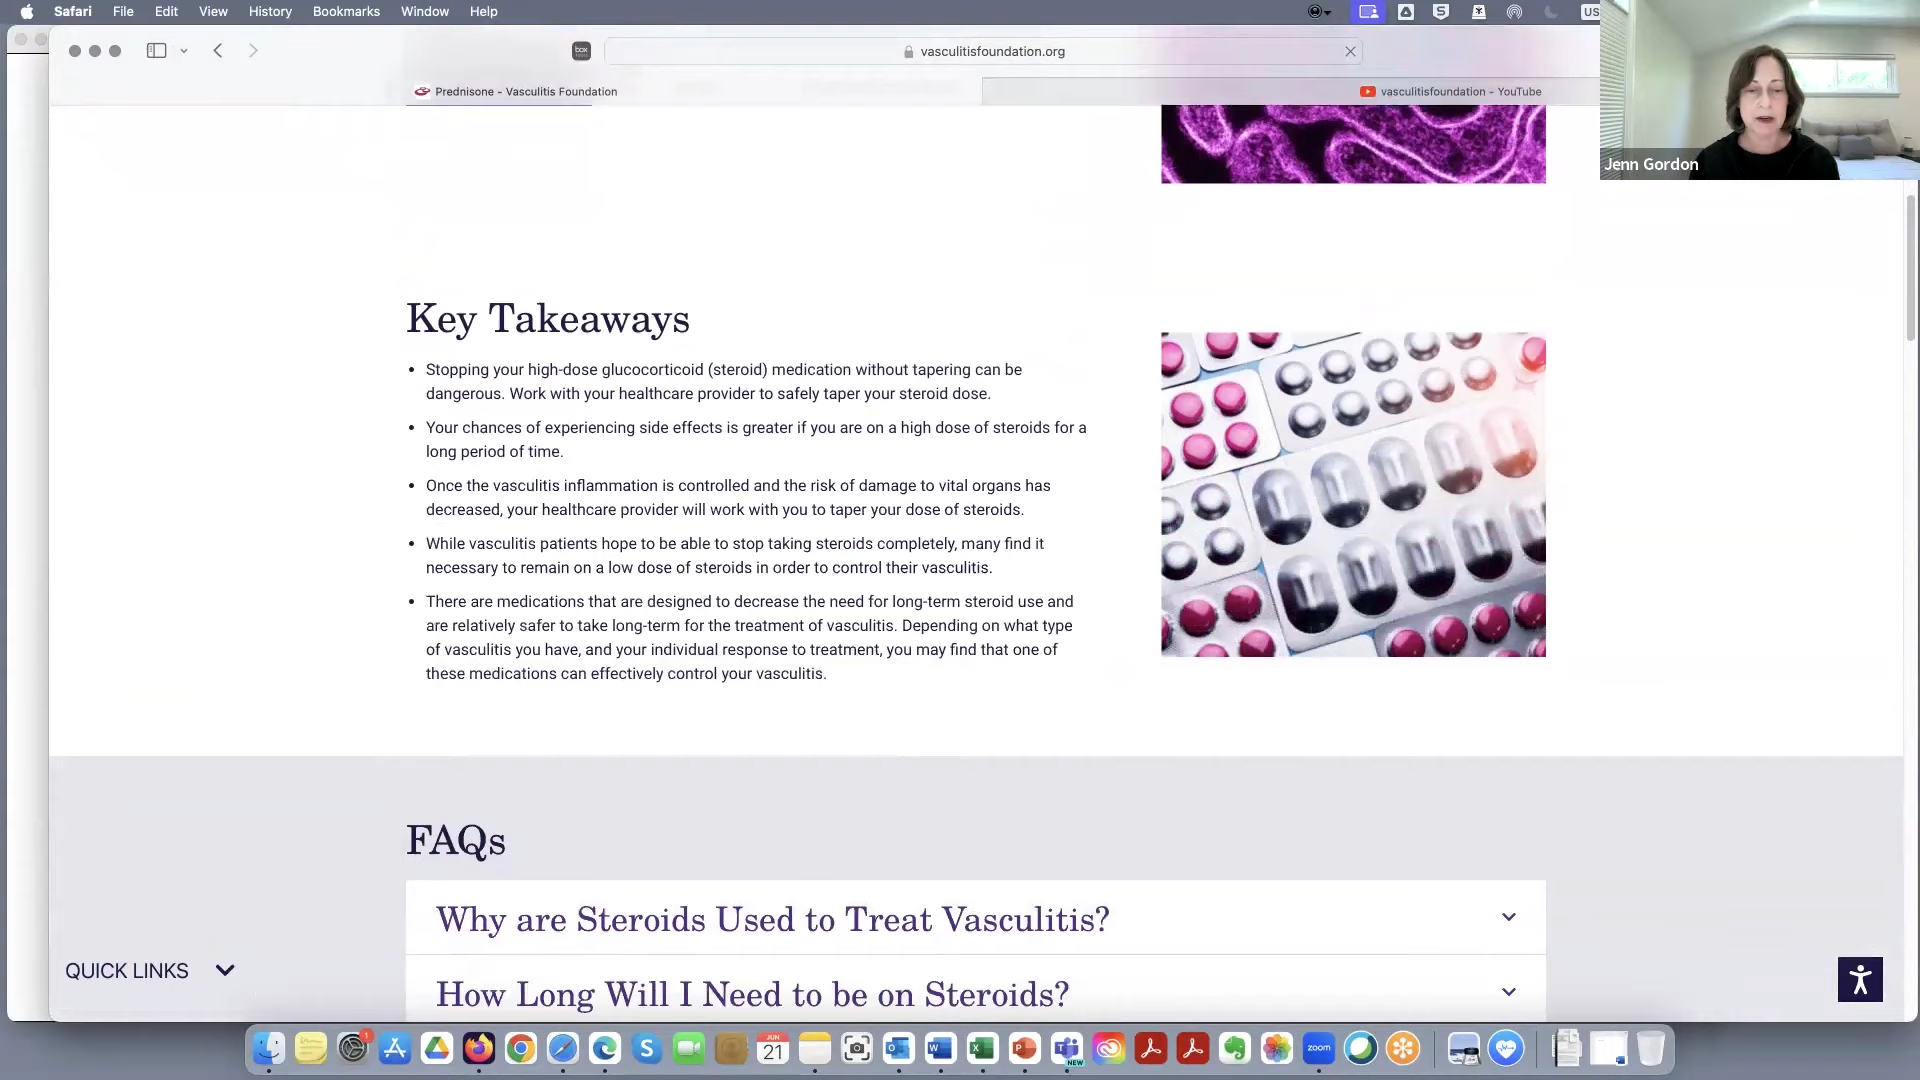 Safari File Edit View History Bookmarks Window Help
US
vasculitisfoundation.org
Prednisone - Vasculitis Foundation
vasculitisfoundation - YouTube
Jenn Gordon
Key Takeaways
• Stopping your high-dose glucocorticoid (steroid) medication without tapering can be
dangerous. Work with your healthcare provider to safely taper your steroid dose.
• Your chances of experiencing side effects is greater if you are on a high dose of steroids for a
long period of time.
• Once the vasculitis inflammation is controlled and the risk of damage to vital organs has
decreased, your healthcare provider will work with you to taper your dose of steroids.
• While vasculitis patients hope to be able to stop taking steroids completely, many find it
necessary to remain on a low dose of steroids in order to control their vasculitis.
• There are medications that are designed to decrease the need for long-term steroid use and
are relatively safer to take long-term for the treatment of vasculitis. Depending on what type
of vasculitis you have, and your individual response to treatment, you may find that one of
these medications can effectively control your vasculitis.
FAQs
Why are Steroids Used to Treat Vasculitis?
How Long Will I Need to be on Steroids?
QUICK LINKS
JUN
21
zoom
NEW